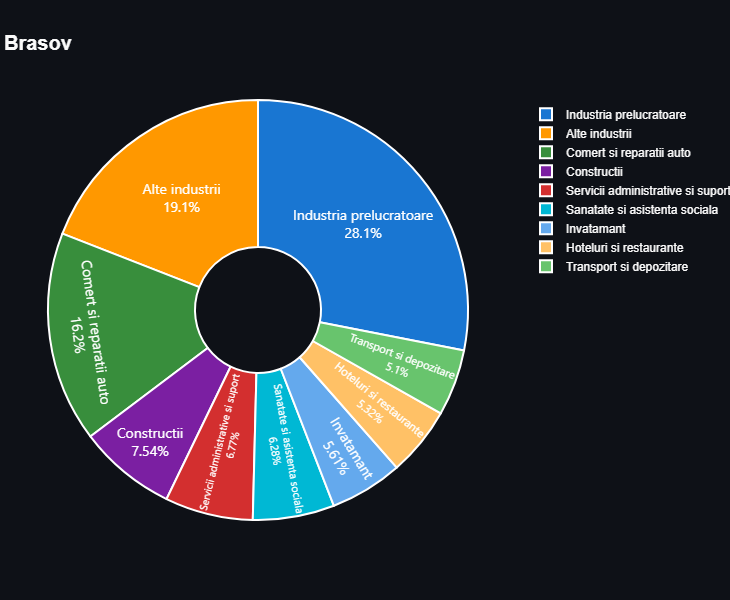 Brasov
Industria prelucratoare
28.1%
Alte industrii
19.1%
Comert si reparatii auto
16.2%
Constructii
7.54%
Servicii administrative si suport
6.77%
Sanatate si asistenta sociala
6.28%
Invatamant
5.61%
Hoteluri si restaurante
5.32%
Transport si depozitare
5.1%
Industria prelucratoare
Alte industrii
Comert si reparatii auto
Constructii
Servicii administrative si suport
Sanatate si asistenta sociala
Invatamant
Hoteluri si restaurante
Transport si depozitare